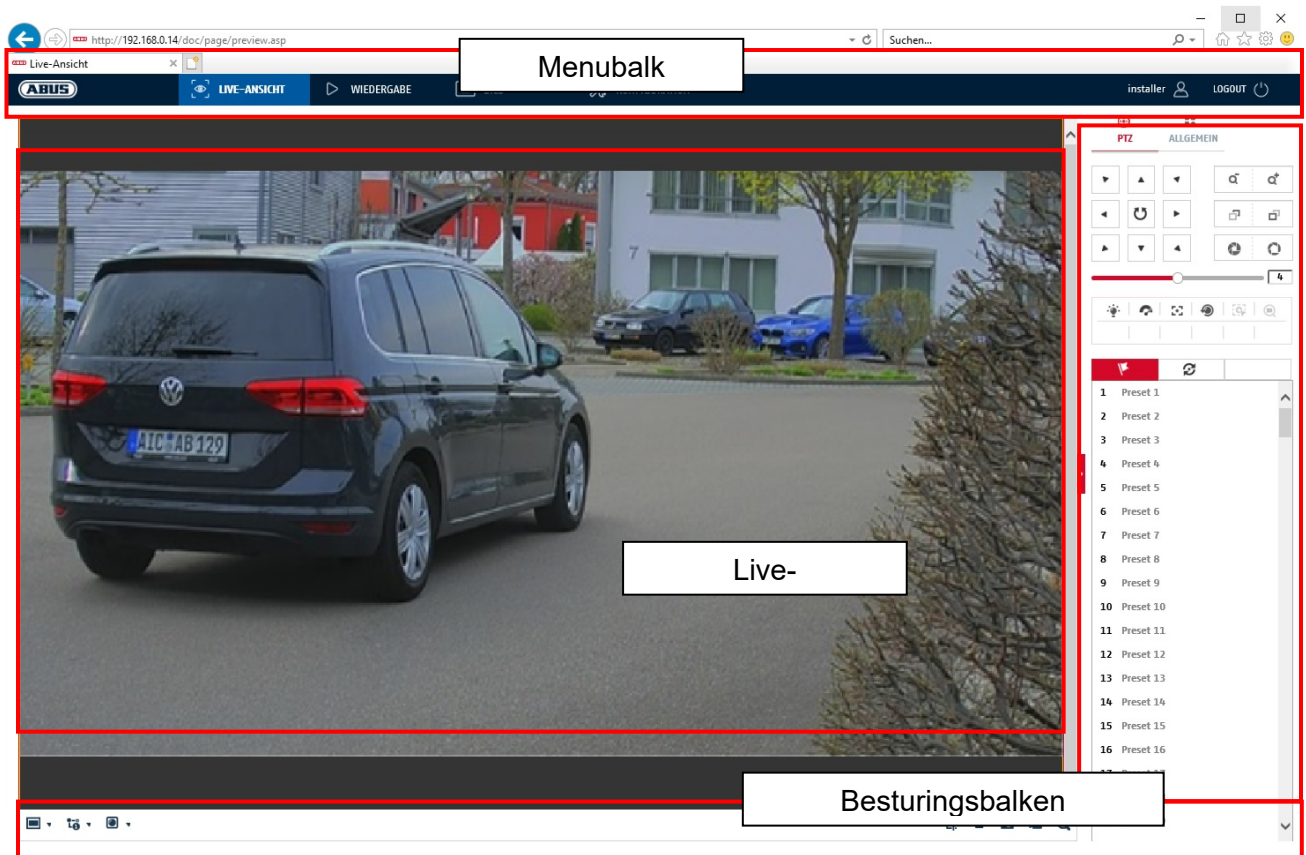 http://192.168.0.14/doc/page/preview.asp
Suchen...
Live-Ansicht
Menubalk
ABUS
LIVE-ANSICHT
WIEDERGABE
installer
LOGOUT
PTZ
ALLGEMEIN
4
7
AIC AB 129
1 Preset 1
2 Preset 2
3 Preset 3
4 Preset 4
5 Preset 5
6 Preset 6
7 Preset 7
8 Preset 8
9 Preset 9
10 Preset 10
11 Preset 11
12 Preset 12
13 Preset 13
14 Preset 14
15 Preset 15
16 Preset 16
Live-
Besturingsbalken